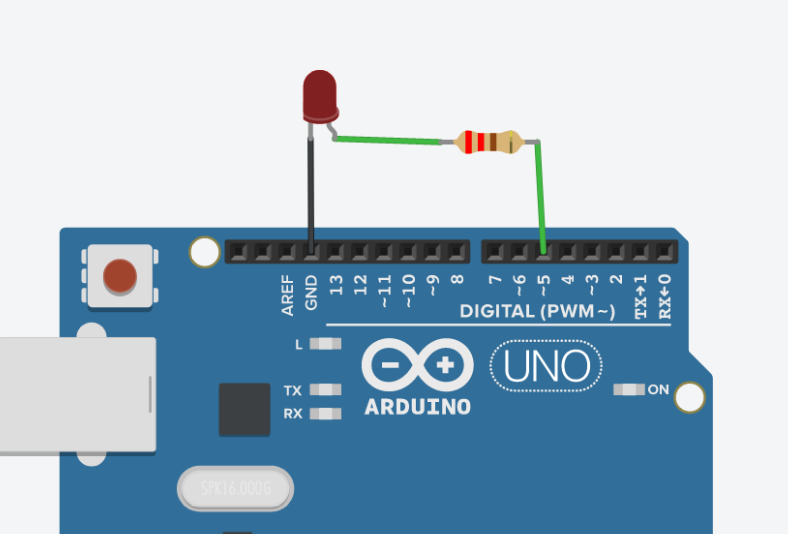 AREF
GND
13
12
~11
~10
~9
8
7
~6
~5
4
~3
2
TX→1
RX←0
DIGITAL (PWM~)
L
TX
RX
ARDUINO
UNO
ON
SPK16.000G